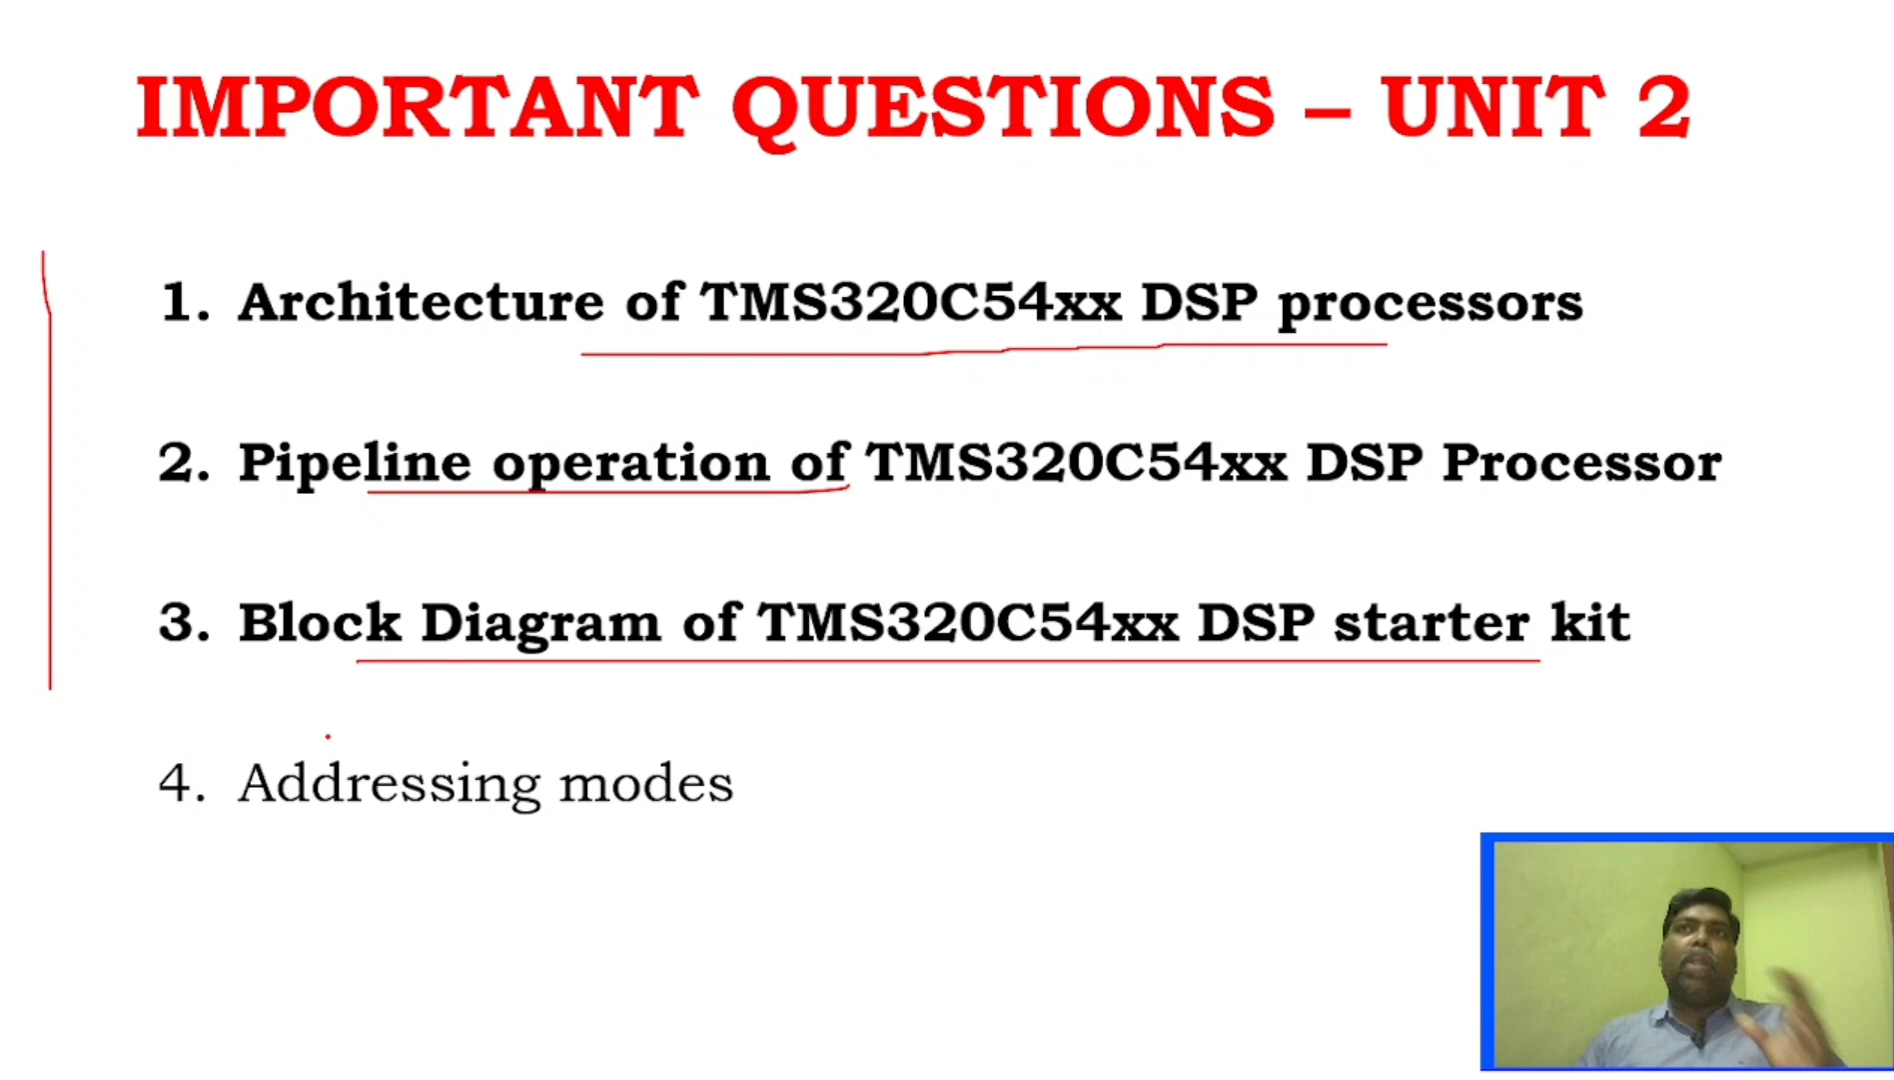 IMPORTANT QUESTIONS – UNIT 2
1. Architecture of TMS320C54xx DSP processors
2. Pipeline operation of TMS320C54xx DSP Processor
3. Block Diagram of TMS320C54xx DSP starter kit
4. Addressing modes